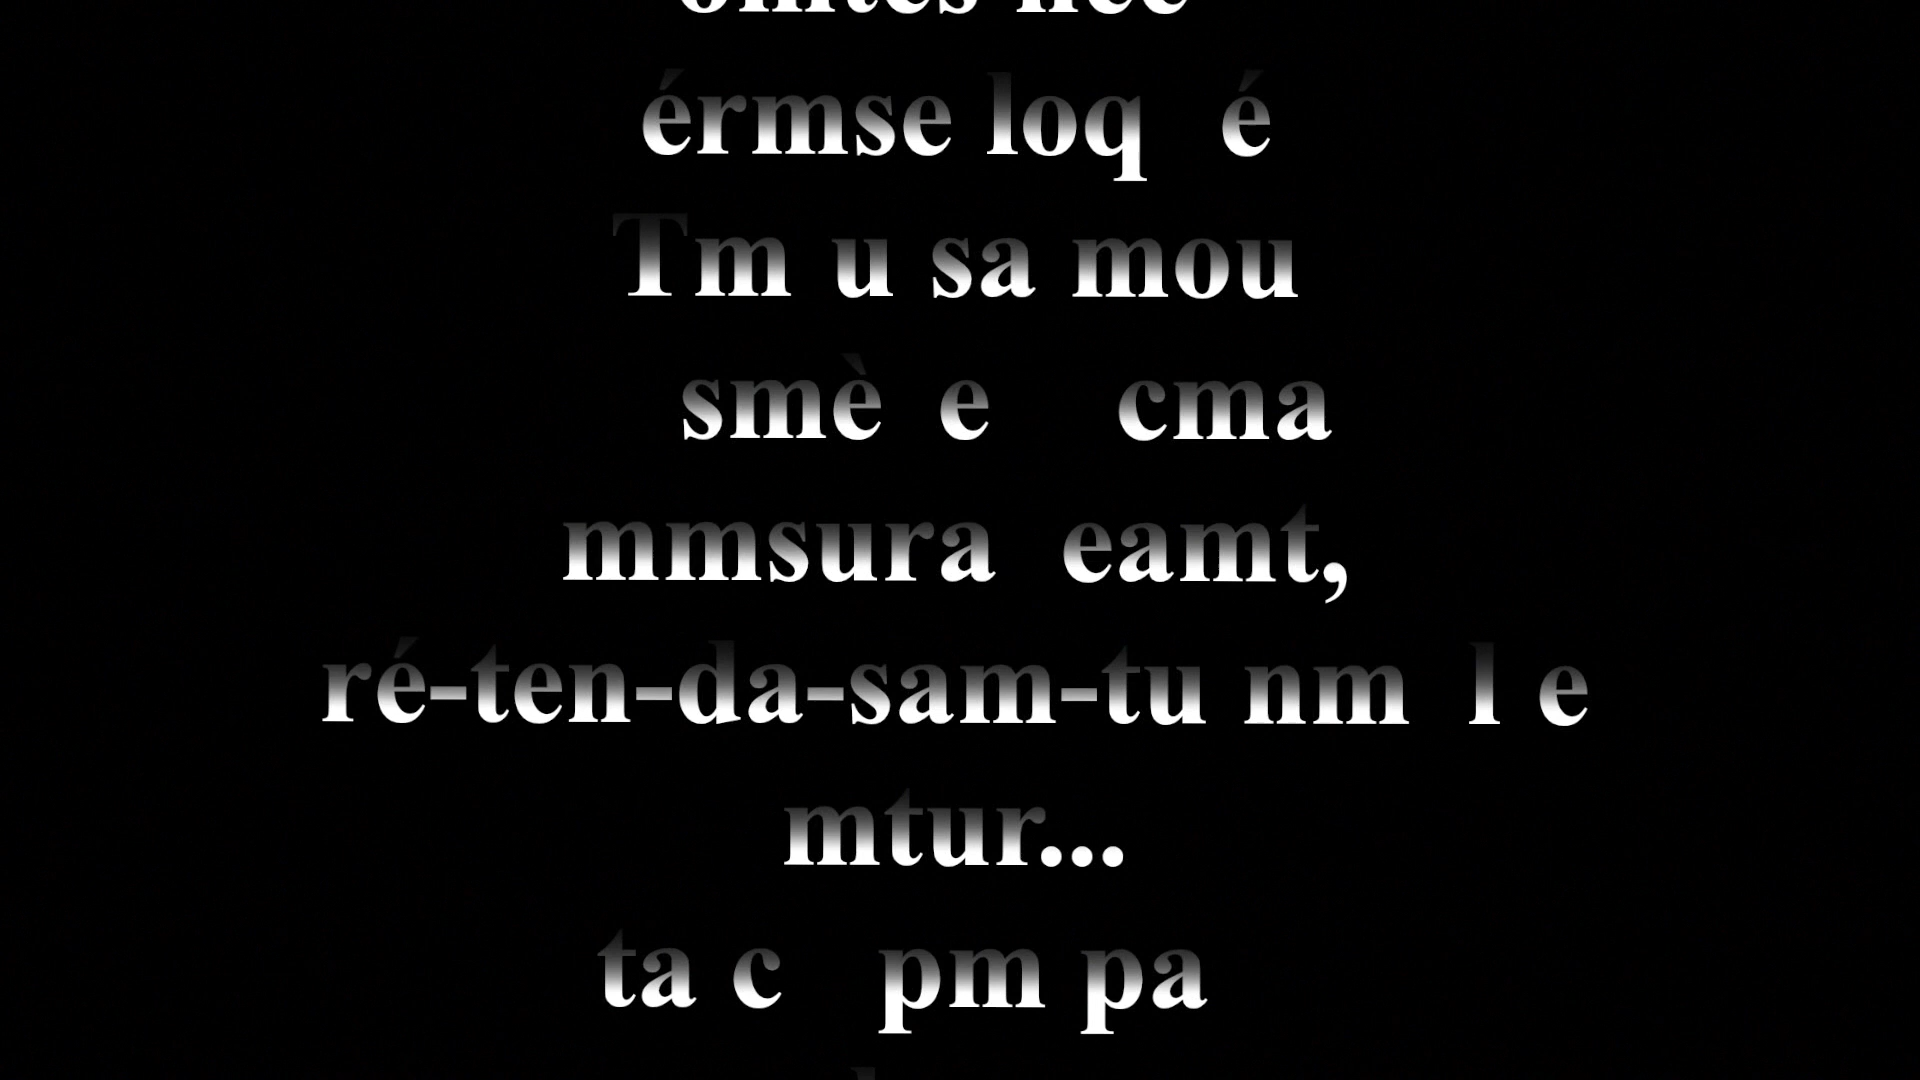 érmse loq é
Tm u sa mou
smè e cma
mmsura eamt,
ré-ten-da-sam-tu nm l e
mtur...
ta c pm pa